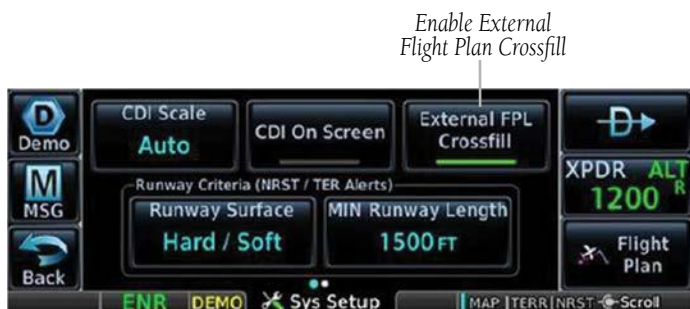 Enable External
Flight Plan Crossfill
D
Demo
CDI Scale
Auto
CDI On Screen
External FPL
Crossfill
D
M
MSG
Runway Criteria (NRST / TER Alerts)
Runway Surface
Hard / Soft
MIN Runway Length
1500 FT
XPDR ALT
1200 R
Back
Flight
Plan
ENR DEMO Sys Setup MAP TERR NRST Scroll